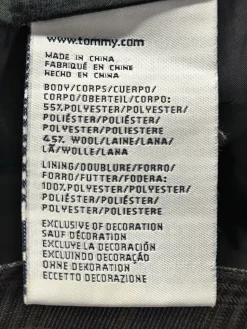 www.tommy.com
MADE IN CHINA
FABRIQUÉ EN CHINE
HECHO EN CHINA
BODY/CORPS/CUERPO/
CORPO/OBERTEIL/CORPO:
55%POLYESTER/POLYESTER/
POLIÉSTER/POLIÉSTER/
POLYESTER/POLIESTERE
45% WOOL/LAINE/LANA/
LÃ/WOLLE/LANA
LINING/DOUBLURE/FORRO/
FORRO/FUTTER/FODERA:
100%POLYESTER/POLYESTER/
POLIÉSTER/POLIÉSTER/
POLYESTER/POLIESTERE
EXCLUSIVE OF DECORATION
SAUF DÉCORATION
EXCLUYE LA DECORACIÓN
EXCLUINDO DECORAÇÃO
OHNE DEKORATION
ECCETTO DECORAZIONE